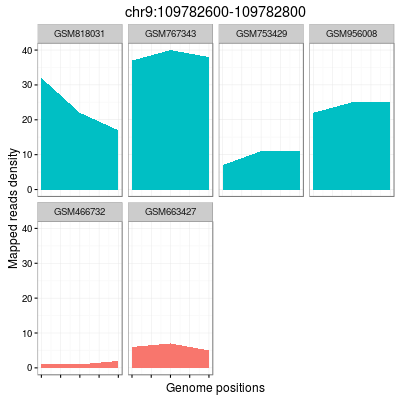 chr9:109782600-109782800
GSM818031 GSM767343 GSM753429 GSM956008
40
30
20
10
0
Mapped reads density
GSM466732 GSM663427
40
30
20
10
0
Genome positions